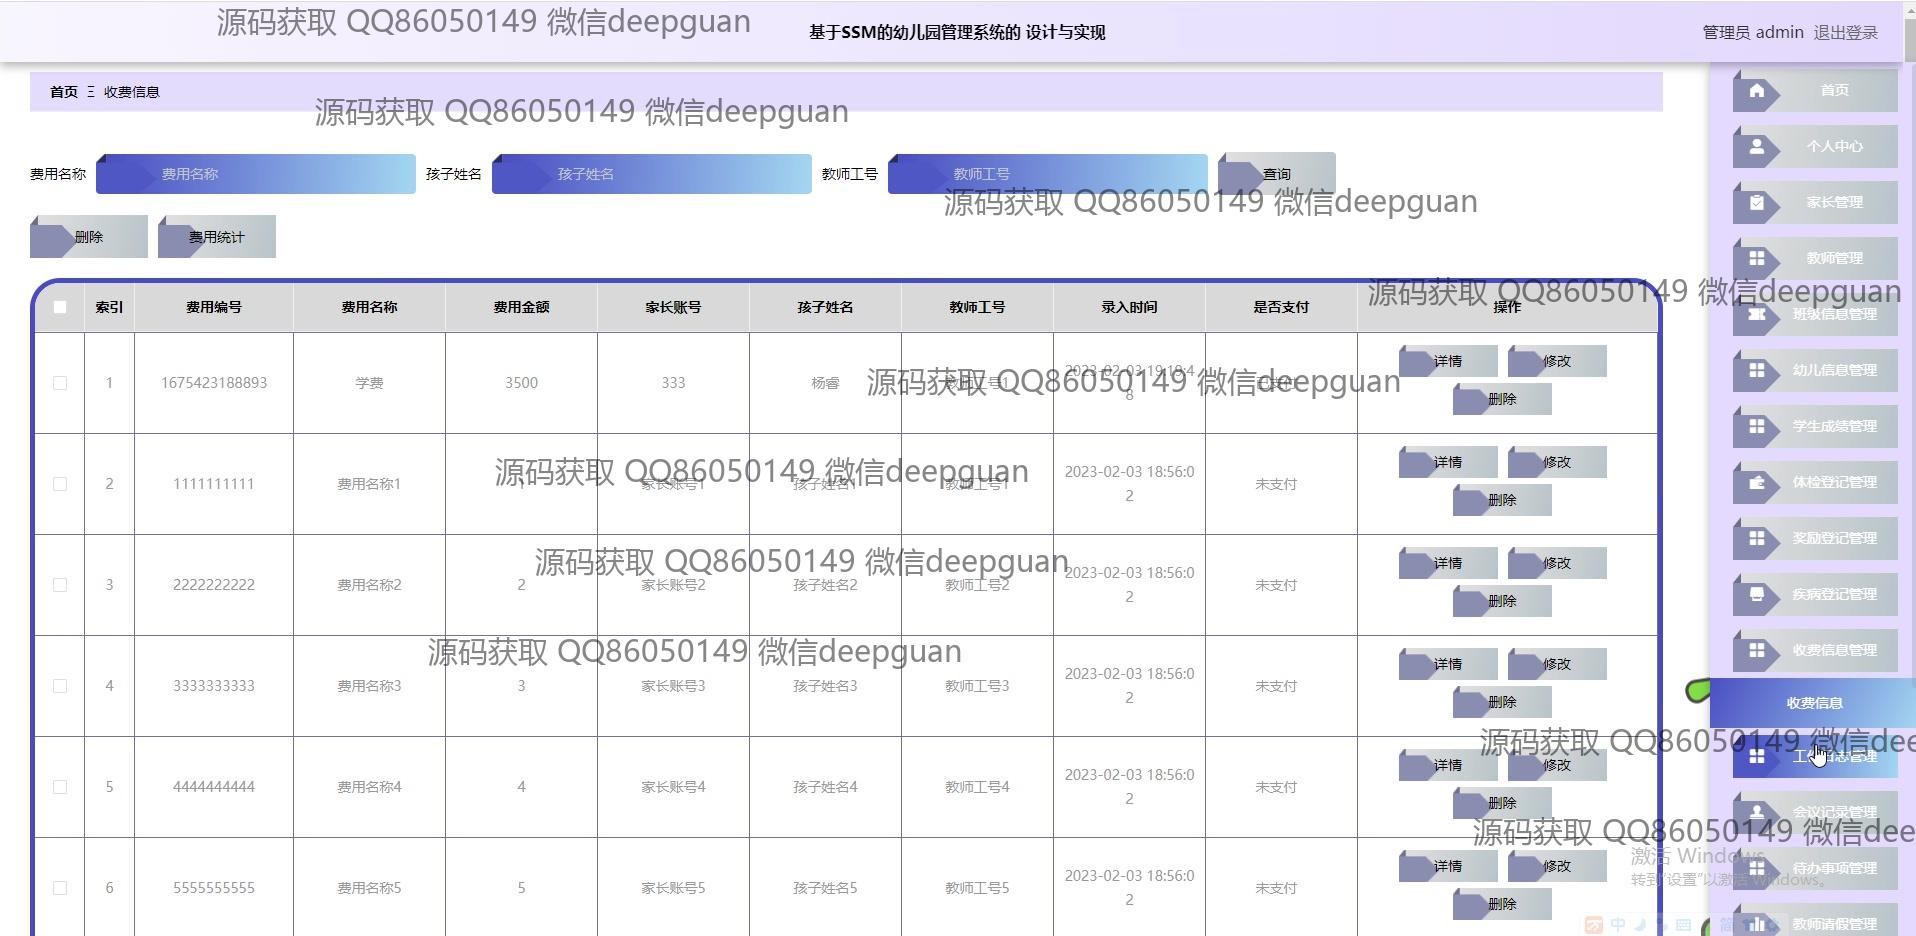 源码获取 QQ86050149 微信deepguan
基于SSM的幼儿园管理系统的 设计与实现
管理员 admin 退出登录
首页 Ξ 收费信息
源码获取 QQ86050149 微信deepguan
费用名称 费用名称 孩子姓名 孩子姓名 教师工号 教师工号 查询
源码获取 QQ86050149 微信deepguan
删除 费用统计
源码获取 QQ86050149 微信deepguan
索引 费用编号 费用名称 费用金额 家长账号 孩子姓名 教师工号 录入时间 是否支付 操作
1 1675423188893 学费 3500 333 杨睿 教师工号1 2023-02-03 19:19:4
8
详情 修改
删除
源码获取 QQ86050149 微信deepguan
2 1111111111 费用名称1 1 家长账号1 孩子姓名1 教师工号1 2023-02-03 18:56:0
2
未支付
详情 修改
删除
源码获取 QQ86050149 微信deepguan
3 2222222222 费用名称2 2 家长账号2 孩子姓名2 教师工号2 2023-02-03 18:56:0
2
未支付
详情 修改
删除
源码获取 QQ86050149 微信deepguan
4 3333333333 费用名称3 3 家长账号3 孩子姓名3 教师工号3 2023-02-03 18:56:0
2
未支付
详情 修改
删除
源码获取 QQ86050149 微信deepguan
5 4444444444 费用名称4 4 家长账号4 孩子姓名4 教师工号4 2023-02-03 18:56:0
2
未支付
详情 修改
删除
源码获取 QQ86050149 微信dee
6 5555555555 费用名称5 5 家长账号5 孩子姓名5 教师工号5 2023-02-03 18:56:0
2
未支付
详情 修改
删除
源码获取 QQ86050149 微信dee
首页
个人中心
家长管理
教师管理
班级信息管理
幼儿信息管理
学生成绩管理
体检登记管理
奖励登记管理
疾病登记管理
收费信息管理
收费信息
工作日志管理
会议记录管理
待办事项管理
教师请假管理
激活 Windows
转到"设置"以激活 Windows。
中
简